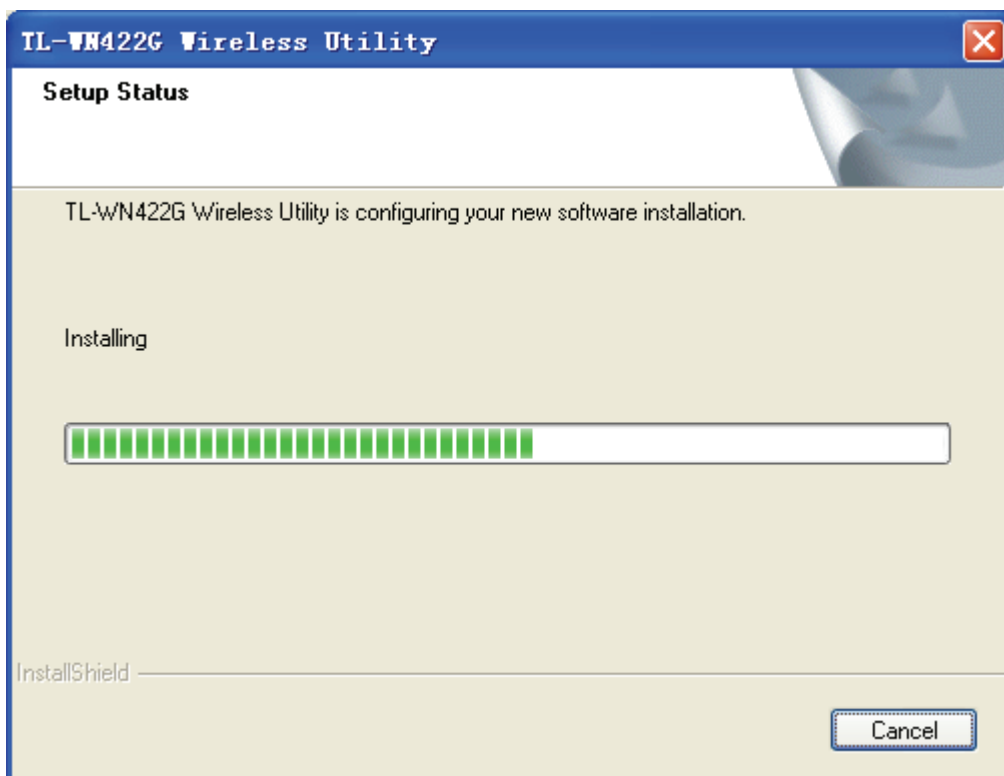 TL-WN422G Wireless Utility
Setup Status
TL-WN422G Wireless Utility is configuring your new software installation.
Installing
InstallShield
Cancel